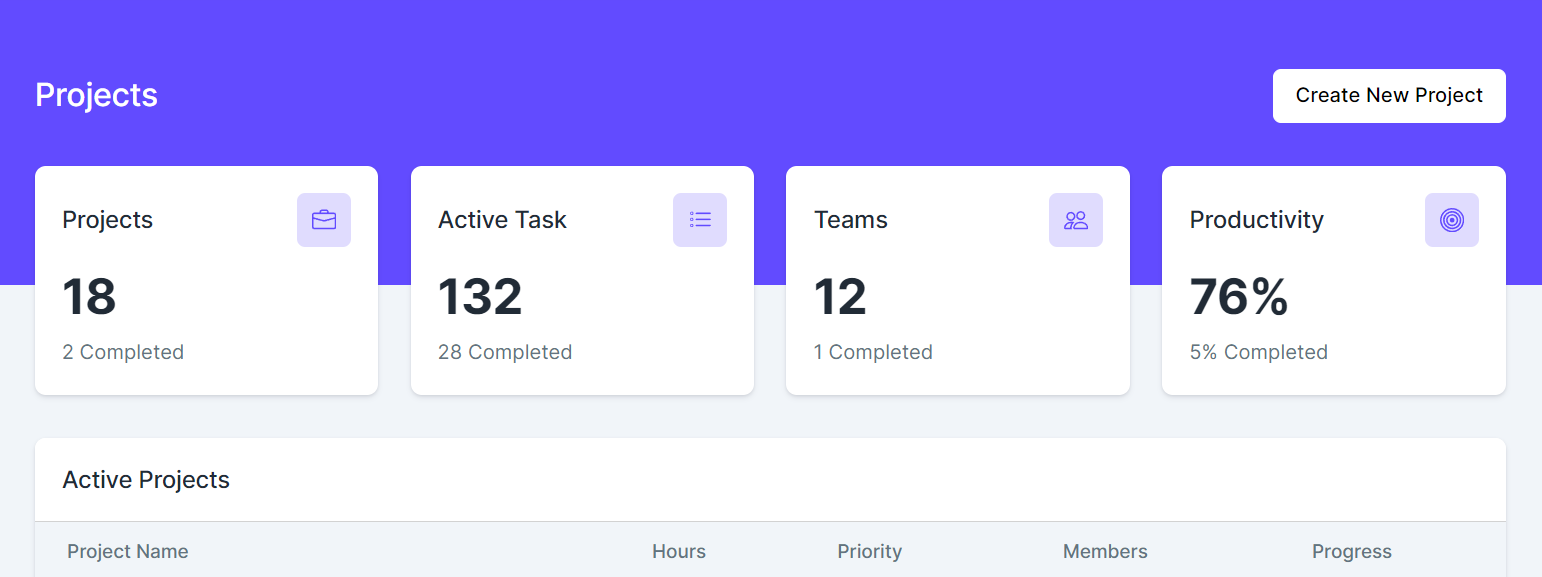 Projects
Create New Project
Projects
18
2 Completed
Active Task
132
28 Completed
Teams
12
1 Completed
Productivity
76%
5% Completed
Active Projects
Project Name Hours Priority Members Progress